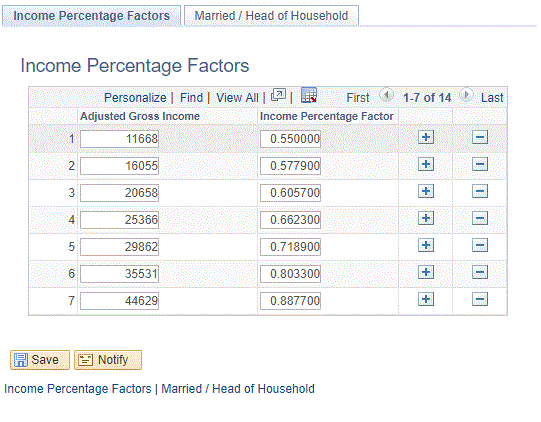 Income Percentage Factors Married / Head of Household
Income Percentage Factors
Personalize | Find | View All | | First 1-7 of 14 Last
Adjusted Gross Income Income Percentage Factor
1 11668 0.550000
2 16055 0.577900
3 20658 0.605700
4 25366 0.662300
5 29862 0.718900
6 35531 0.803300
7 44629 0.887700
Save Notify
Income Percentage Factors | Married / Head of Household